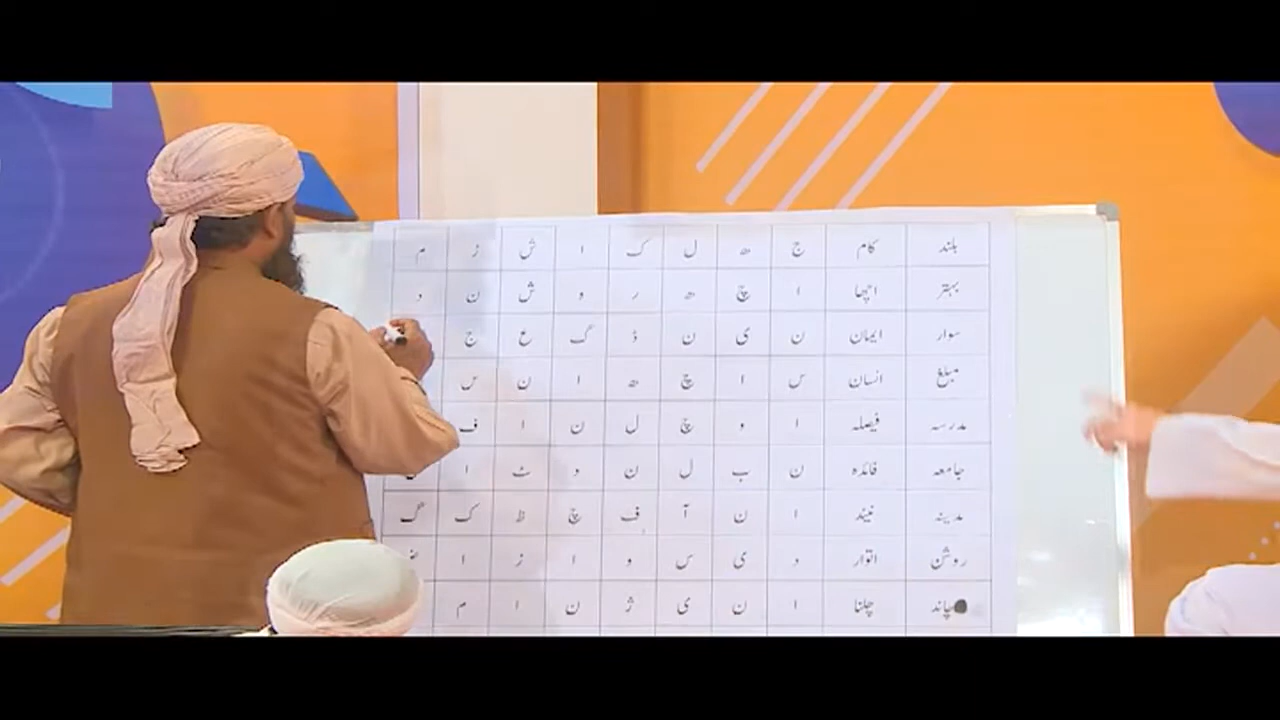 بلند کام ج ھ ل ک ا ش ڑ م
بہتر اچھا ا چ ھ ر ہ ش ن د
سوار ایمان ن ی ن ڈ گ ع ج
مبلغ انسان س ا چ ھ ا ن س
مدرسہ فیصلہ ا و چ ل ن ا ف
جامعہ فائدہ ن ب ل ن د ث ا
مدینہ نیند ا ن آ ف چ ظ ک گ
روشن اتوار د ی س و ا ز ا
چاند چلنا ا ن ی ژ ن ا م